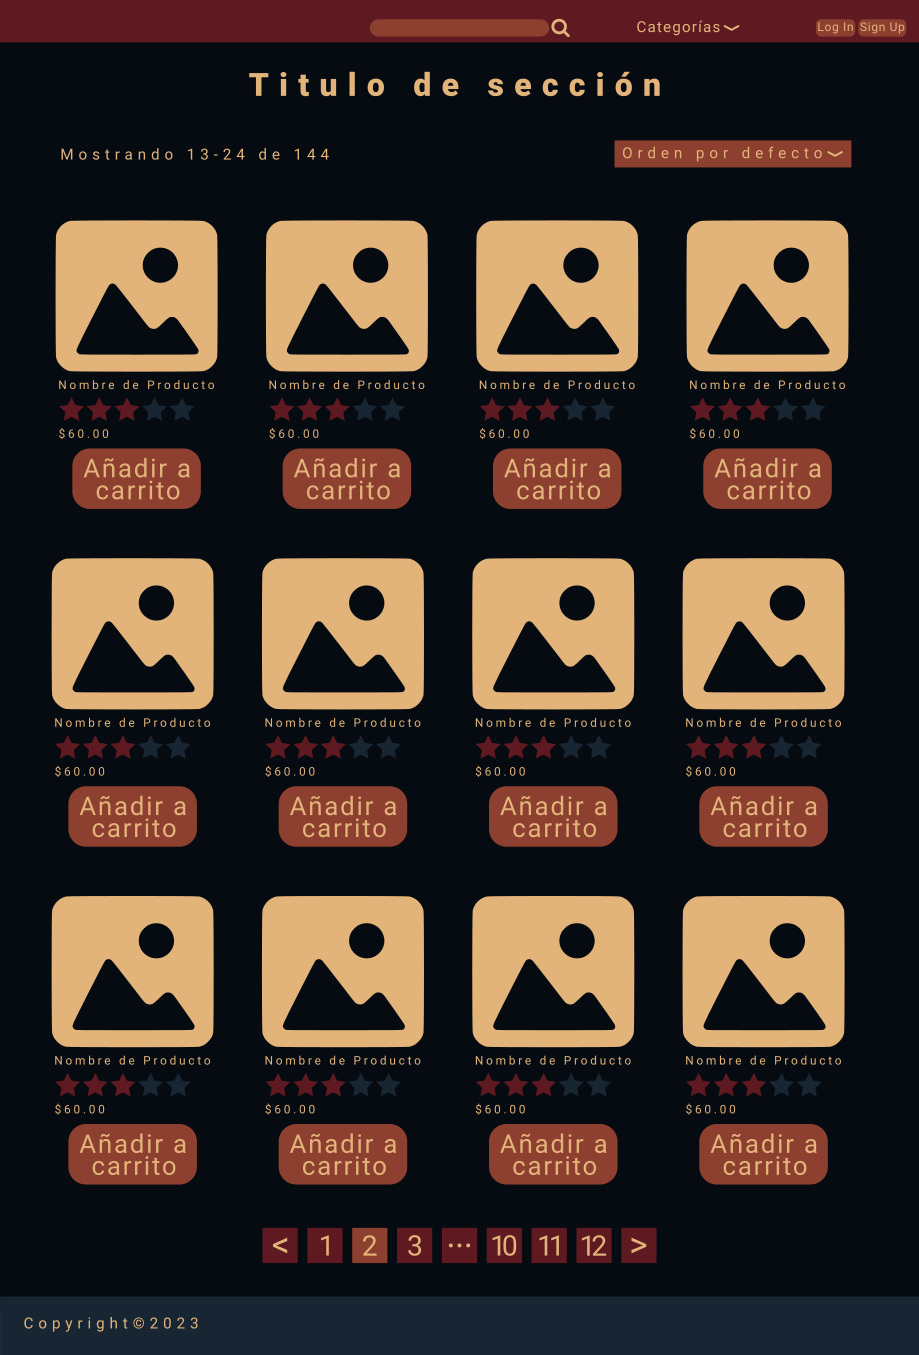 Categorías
Log In Sign Up
Titulo de sección
Mostrando 13-24 de 144
Orden por defecto
Nombre de Producto Nombre de Producto Nombre de Producto Nombre de Producto
$60.00 $60.00 $60.00 $60.00
Añadir a Añadir a Añadir a Añadir a
carrito carrito carrito carrito
Nombre de Producto Nombre de Producto Nombre de Producto Nombre de Producto
$60.00 $60.00 $60.00 $60.00
Añadir a Añadir a Añadir a Añadir a
carrito carrito carrito carrito
Nombre de Producto Nombre de Producto Nombre de Producto Nombre de Producto
$60.00 $60.00 $60.00 $60.00
Añadir a Añadir a Añadir a Añadir a
carrito carrito carrito carrito
< 1 2 3 ··· 10 11 12 >
Copyright©2023